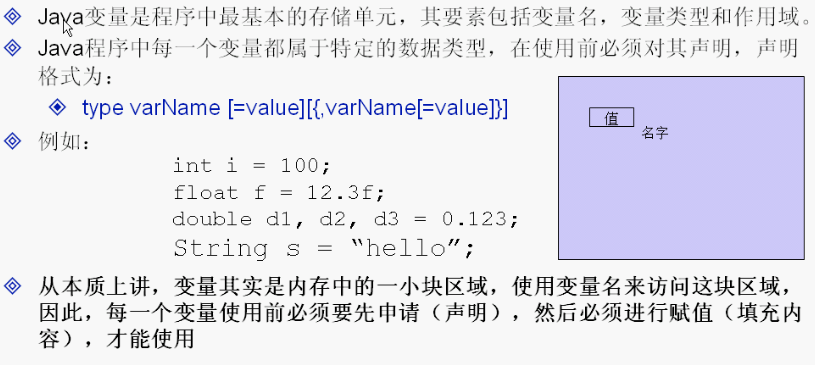 Java变量是程序中最基本的存储单元，其要素包括变量名，变量类型和作用域。
Java程序中每一个变量都属于特定的数据类型，在使用前必须对其声明，声明
格式为：
type varName [=value][{,varName[=value]}]
例如：
int i = 100;
float f = 12.3f;
double d1, d2, d3 = 0.123;
String s = “hello”;
值
名字
从本质上讲，变量其实是内存中的一小块区域，使用变量名来访问这块区域，
因此，每一个变量使用前必须要先申请（声明），然后必须进行赋值（填充内
容），才能使用